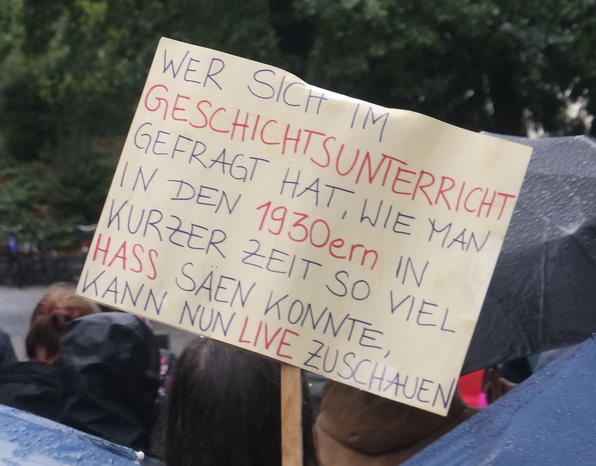 WER SICH IM
GESCHICHTSUNTERRICHT
GEFRAGT HAT, WIE MAN
IN DEN 1930ern IN
KURZER ZEIT SO VIEL
HASS SÄEN KONNTE,
KANN NUN LIVE ZUSCHAUEN